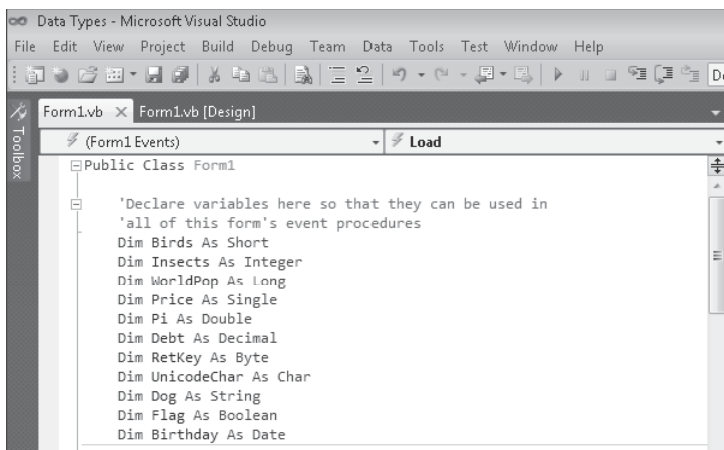 Data Types - Microsoft Visual Studio
File Edit View Project Build Debug Team Data Tools Test Window Help
Form1.vb Form1.vb [Design]
Toolbox
(Form1 Events) Load
Public Class Form1
'Declare variables here so that they can be used in
'all of this form's event procedures
Dim Birds As Short
Dim Insects As Integer
Dim WorldPop As Long
Dim Price As Single
Dim Pi As Double
Dim Debt As Decimal
Dim RetKey As Byte
Dim UnicodeChar As Char
Dim Dog As String
Dim Flag As Boolean
Dim Birthday As Date